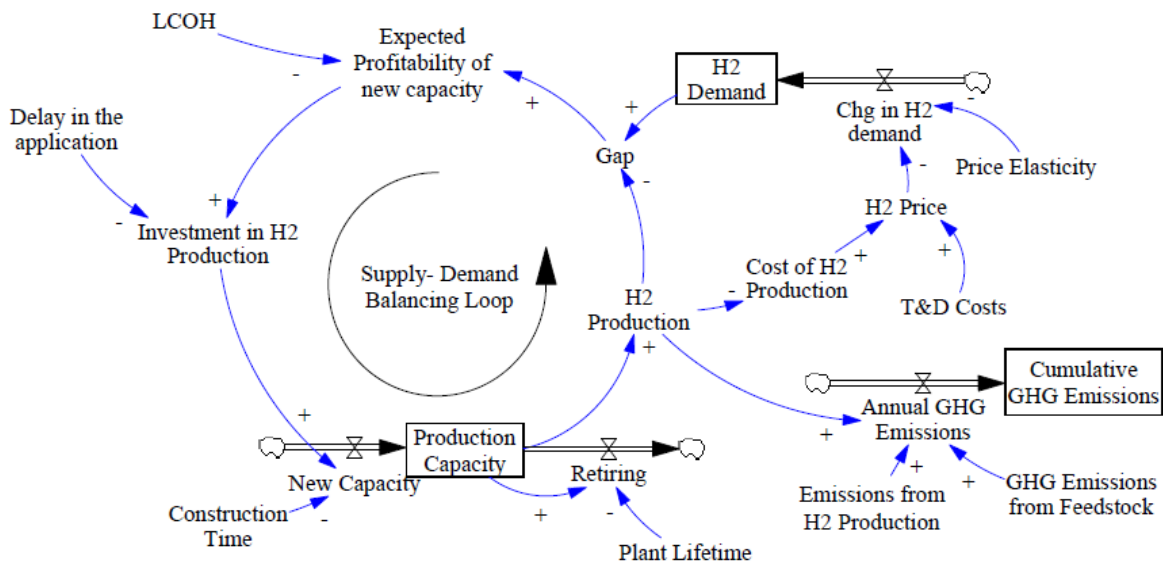 LCOH
Expected
Profitability of
new capacity
-
+
H2
Demand
+
-
Chg in H2
demand
Delay in the
application
Gap
-
-
Price Elasticity
+
-
Investment in H2
Production
H2 Price
+
+
Supply- Demand
Balancing Loop
Cost of H2
Production
-
H2
Production
+
T&D Costs
Cumulative
GHG Emissions
Annual GHG
Emissions
+
+
Production
Capacity
New Capacity
Retiring
+
+
Construction
Time
-
+
-
Plant Lifetime
Emissions from
H2 Production
GHG Emissions
from Feedstock